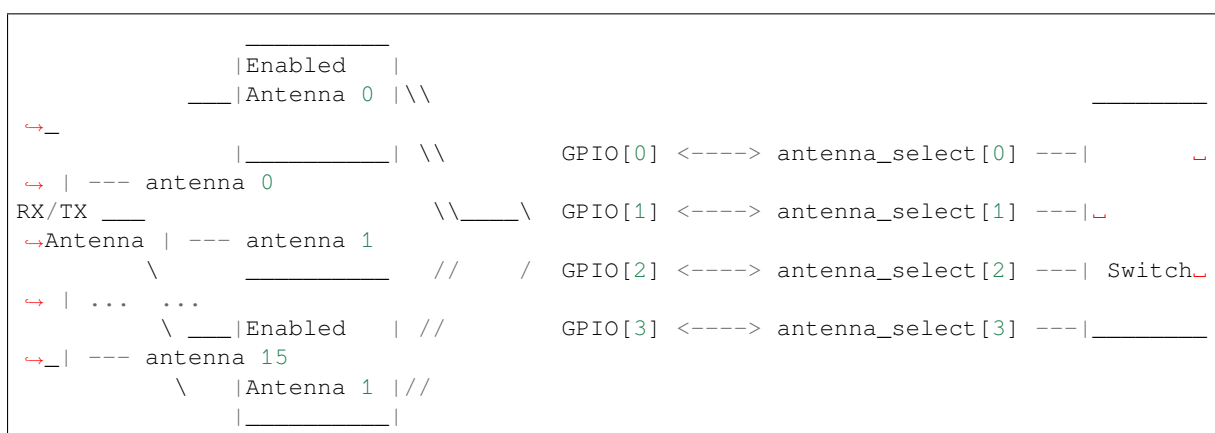 __________
              |Enabled   |
           ___|Antenna 0 |\\                                              ________
↪_
              |__________| \\        GPIO[0] <----> antenna_select[0] ---|       ␣
↪ | --- antenna 0
RX/TX ___                   \\____\  GPIO[1] <----> antenna_select[1] ---|␣
↪Antenna | --- antenna 1
         \     __________   //    /  GPIO[2] <----> antenna_select[2] ---| Switch␣
↪ | ...  ...
          \ ___|Enabled   | //        GPIO[3] <----> antenna_select[3] ---|________
↪_| --- antenna 15
           \   |Antenna 1 |//
               |__________|